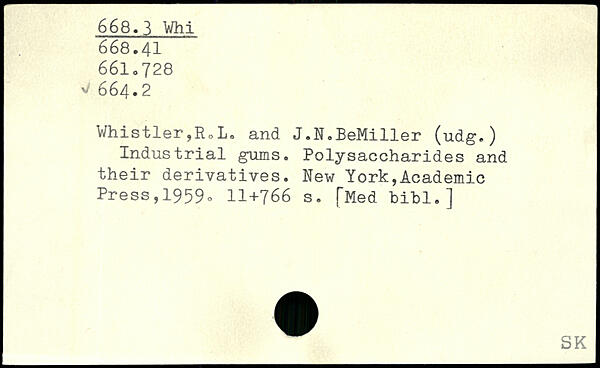 668.3 Whi
668.41
661.728
✓ 664.2
Whistler,R.L. and J.N.BeMiller (udg.)
Industrial gums. Polysaccharides and
their derivatives. New York,Academic
Press,1959. 11+766 s. [Med bibl.]
SK